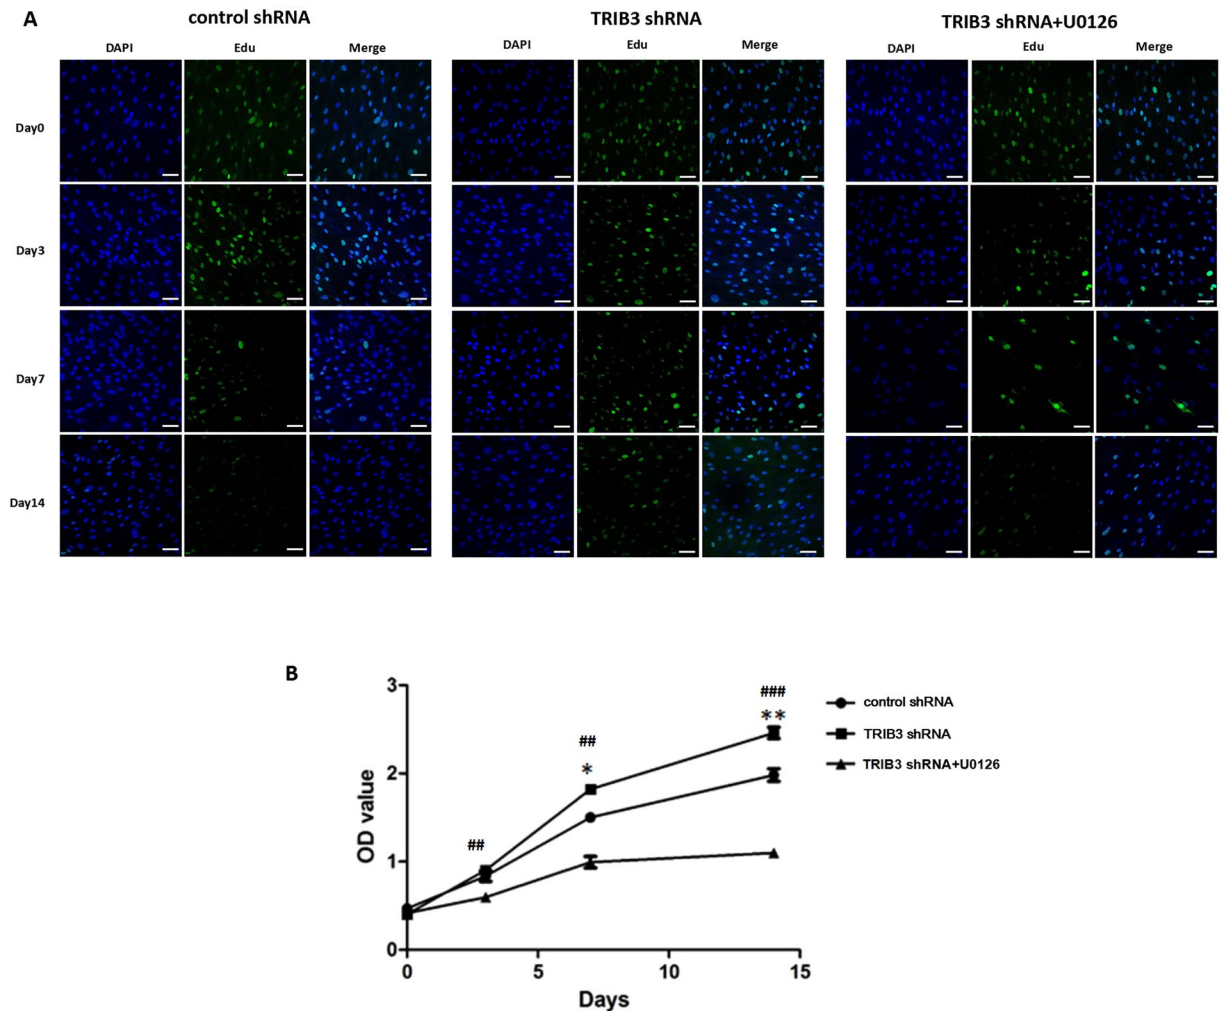 A
control shRNA
TRIB3 shRNA
TRIB3 shRNA+U0126
DAPI Edu Merge
DAPI Edu Merge
DAPI Edu Merge
Day0
Day3
Day7
Day14
B
3
2
1
0
OD value
0 5 10 15
Days
##
##
*
###
**
control shRNA
TRIB3 shRNA
TRIB3 shRNA+U0126